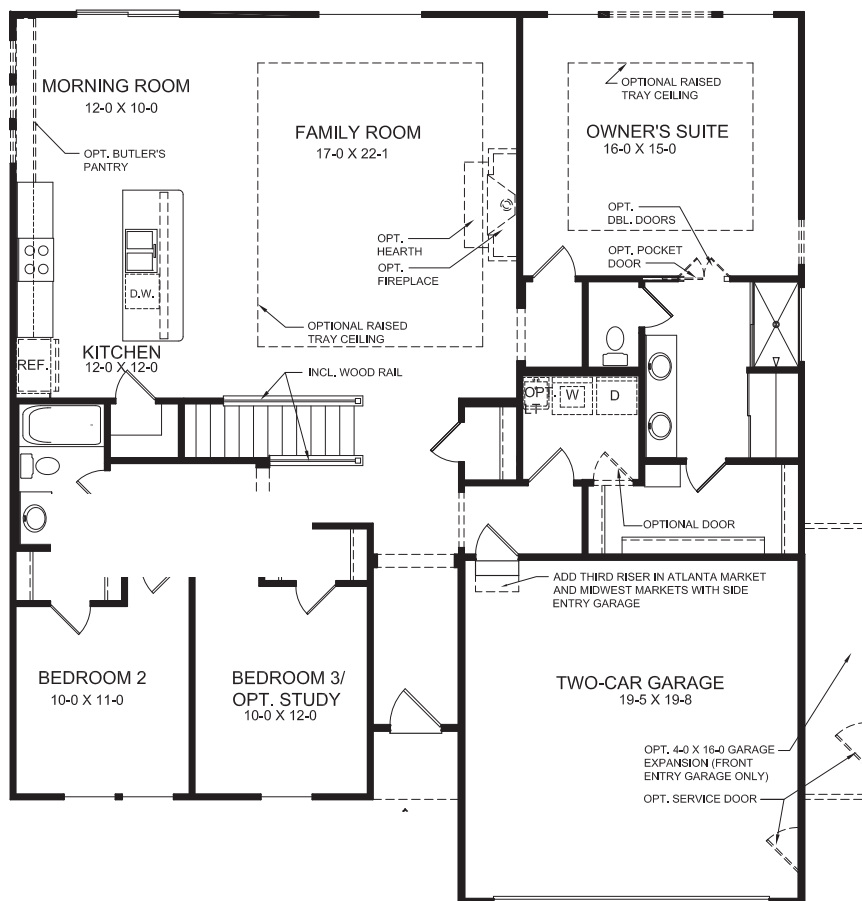 MORNING ROOM
12-0 X 10-0
OPT. BUTLER'S
PANTRY
FAMILY ROOM
17-0 X 22-1
OPTIONAL RAISED
TRAY CEILING
OWNER'S SUITE
16-0 X 15-0
OPT.
DBL. DOORS
OPT. POCKET
DOOR
OPT.
HEARTH
OPT.
FIREPLACE
D.W.
OPTIONAL RAISED
TRAY CEILING
KITCHEN
12-0 X 12-0
REF.
INCL. WOOD RAIL
OPT.
W
D
OPTIONAL DOOR
ADD THIRD RISER IN ATLANTA MARKET
AND MIDWEST MARKETS WITH SIDE
ENTRY GARAGE
BEDROOM 2
10-0 X 11-0
BEDROOM 3/
OPT. STUDY
10-0 X 12-0
TWO-CAR GARAGE
19-5 X 19-8
OPT. 4-0 X 16-0 GARAGE
EXPANSION (FRONT
ENTRY GARAGE ONLY)
OPT. SERVICE DOOR